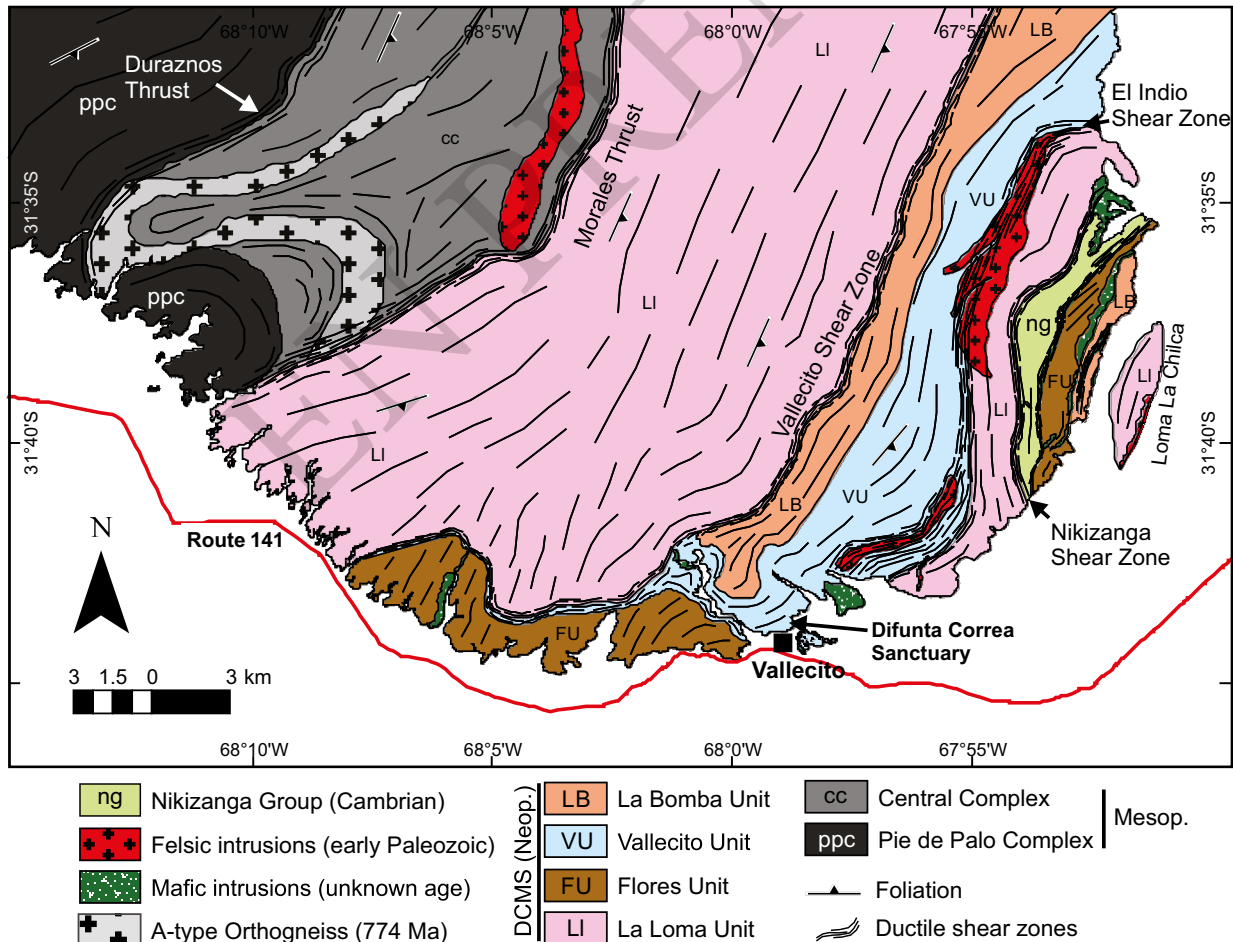 68°10'W
68°5'W
68°0'W
67°55'W
EN PRE
Duraznos
Thrust
ppc
cc
LI
LB
El Indio
Shear Zone
31°35'S
31°35'S
Morales Thrust
VU
LI
ppc
LI
Vallecito Shear Zone
ng
LB
FU
LI
LI
Loma La Chilca
31°40'S
31°40'S
LI
LB
VU
N
Route 141
Nikizanga
Shear Zone
FU
Difunta Correa
Sanctuary
Vallecito
3 1.5 0 3 km
68°10'W
68°5'W
68°0'W
67°55'W
ng Nikizanga Group (Cambrian)
Felsic intrusions (early Paleozoic)
Mafic intrusions (unknown age)
A-type Orthogneiss (774 Ma)
DCMS (Neop.)
LB La Bomba Unit
VU Vallecito Unit
FU Flores Unit
LI La Loma Unit
cc Central Complex
ppc Pie de Palo Complex
Mesop.
Foliation
Ductile shear zones